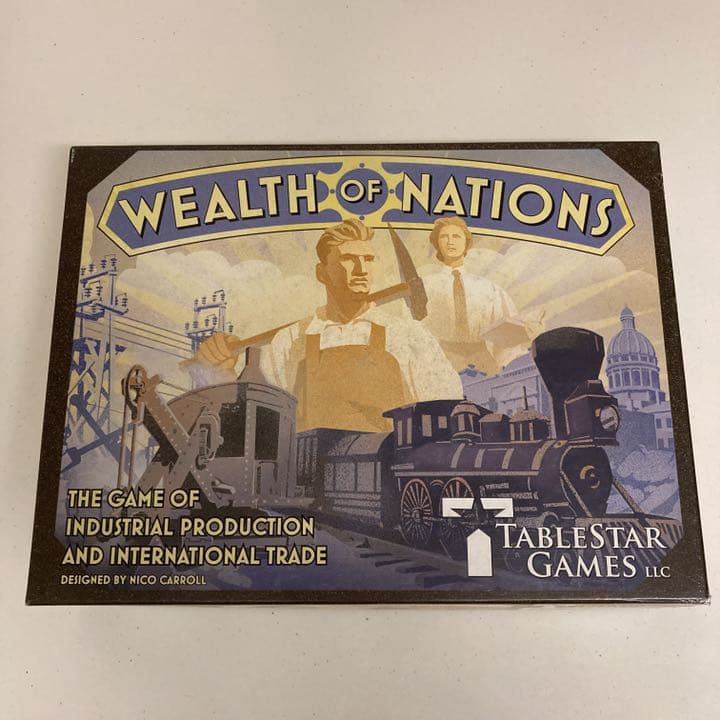 WEALTH OF NATIONS
THE GAME OF
INDUSTRIAL PRODUCTION
AND INTERNATIONAL TRADE
DESIGNED BY NICO CARROLL
TABLESTAR
GAMES LLC